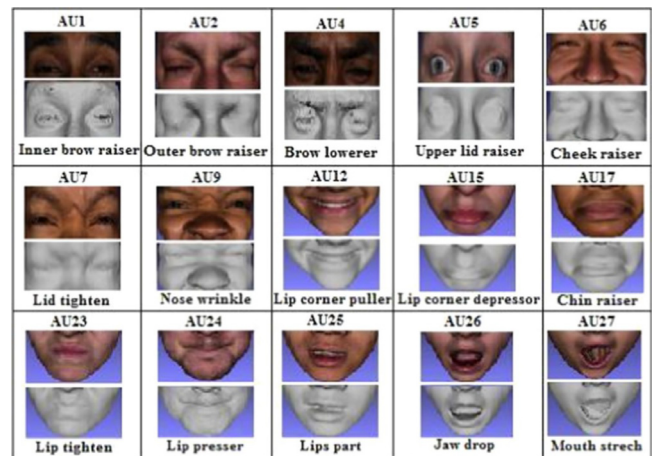 AU1 AU2 AU4 AU5 AU6
Inner brow raiser Outer brow raiser Brow lowerer Upper lid raiser Cheek raiser
AU7 AU9 AU12 AU15 AU17
Lid tighten Nose wrinkle Lip corner puller Lip corner depressor Chin raiser
AU23 AU24 AU25 AU26 AU27
Lip tighten Lip presser Lips part Jaw drop Mouth strech